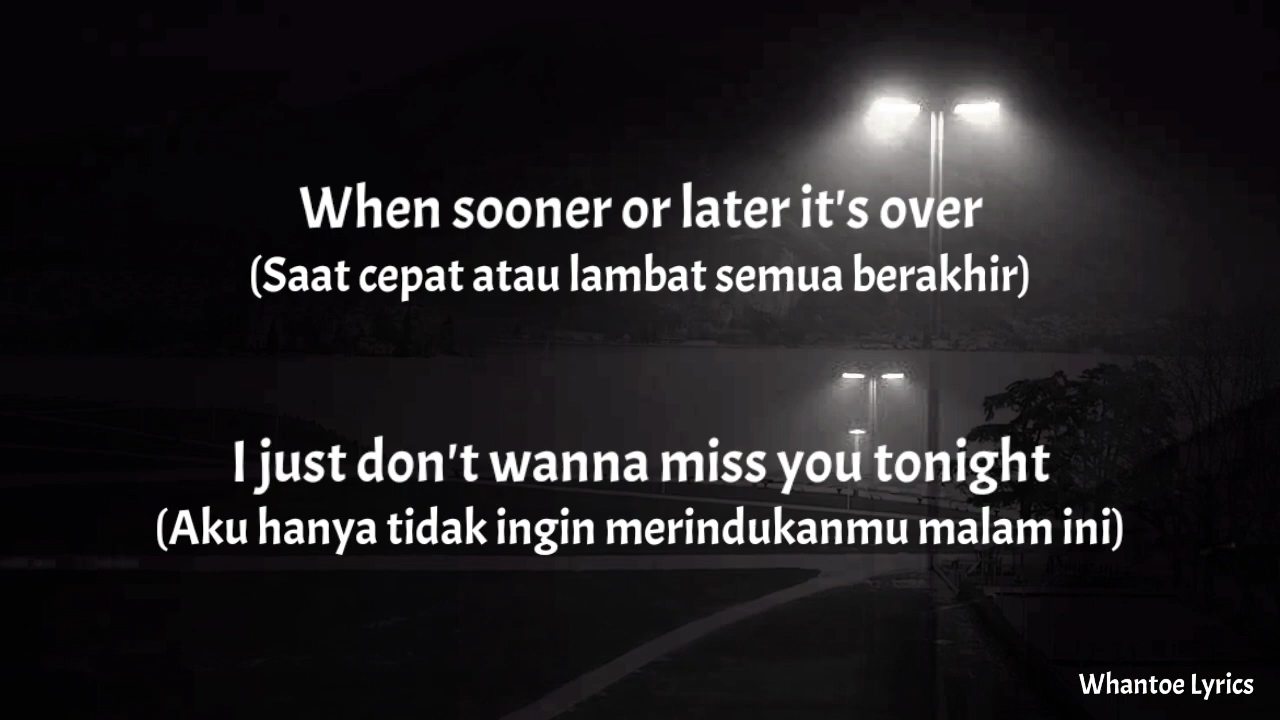 When sooner or later it's over
(Saat cepat atau lambat semua berakhir)
I just don't wanna miss you tonight
(Aku hanya tidak ingin merindukanmu malam ini)
Whantoe Lyrics